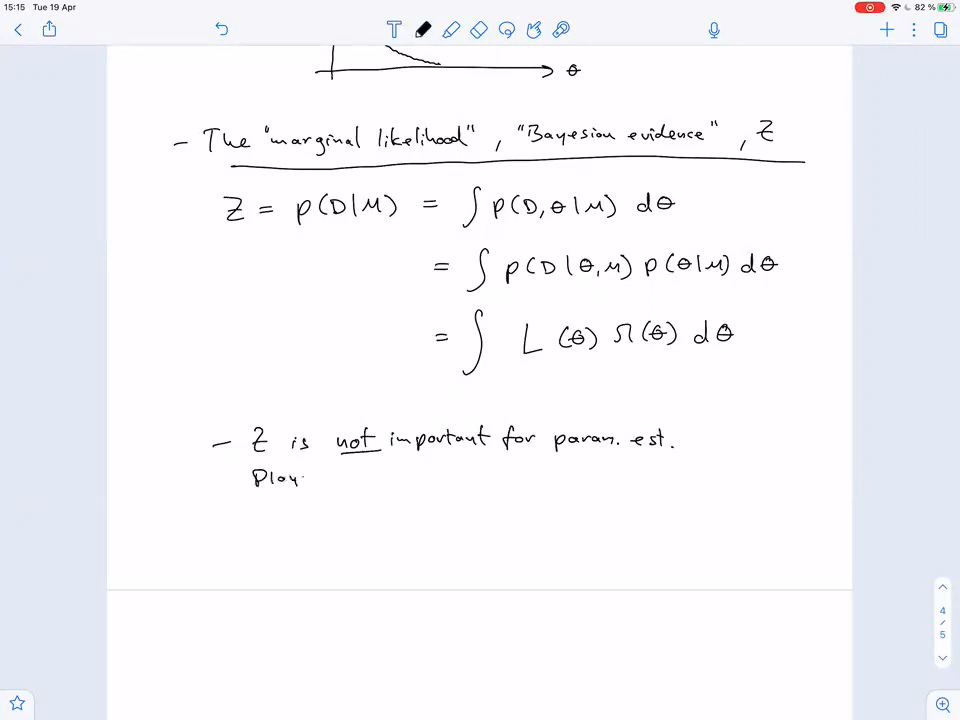 15:15 Tue 19 Apr
82 %
θ
- The "marginal likelihood", "Bayesian evidence", Z
Z = p(D|M) = ∫ p(D, θ|M) dθ
= ∫ p(D|θ, M) p(θ|M) dθ
= ∫ L(θ) π(θ) dθ
- Z is not important for param. est.
Play
4
/
5